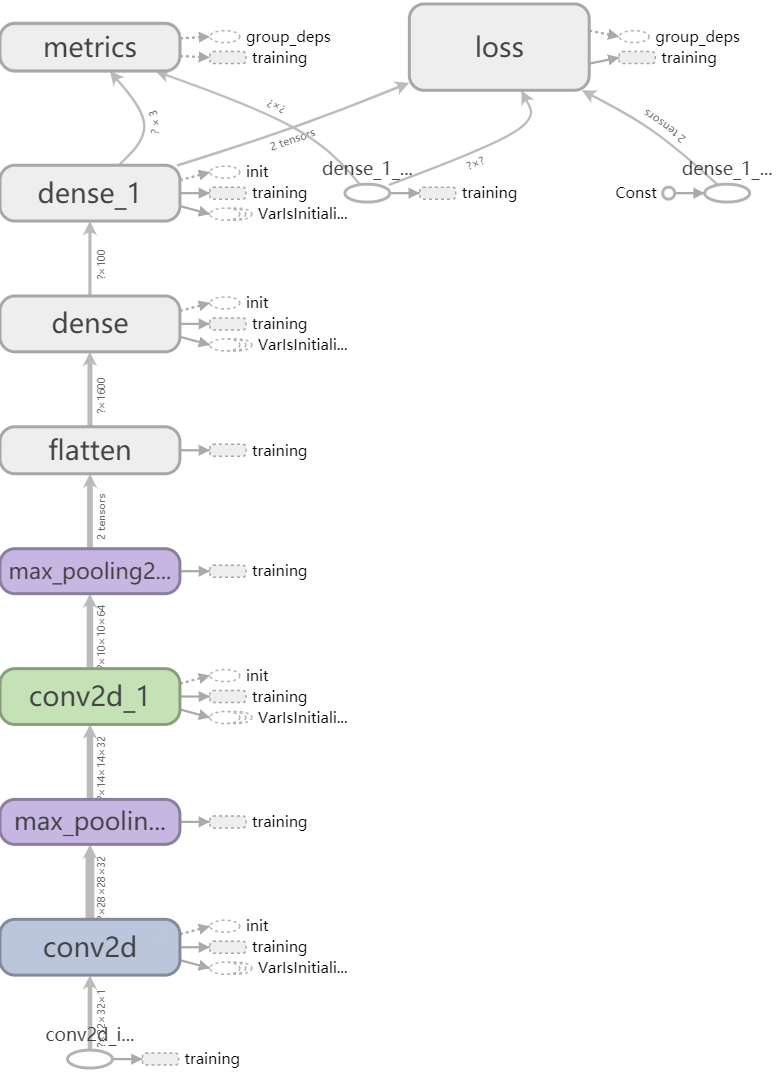 metrics
group_deps
training
loss
group_deps
training
? × 3
?×?
2 tensors
?×?
2 tensors
dense_1
init
training
VarIsInitiali...
dense_1_...
training
dense_1_...
Const
?×100
dense
init
training
VarIsInitiali...
?×1600
flatten
training
2 tensors
max_pooling2...
training
?×10×10×64
conv2d_1
init
training
VarIsInitiali...
?×14×14×32
max_poolin...
training
?×28×28×32
conv2d
init
training
VarIsInitiali...
?×32×32×1
conv2d_i...
training